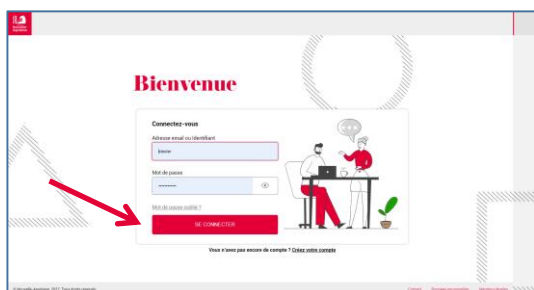 Bienvenue
Connectez-vous
Adresse email ou Identifiant
Mot de passe
Mot de passe oublié ?
SE CONNECTER
Vous n'avez pas encore de compte ? Créez votre compte